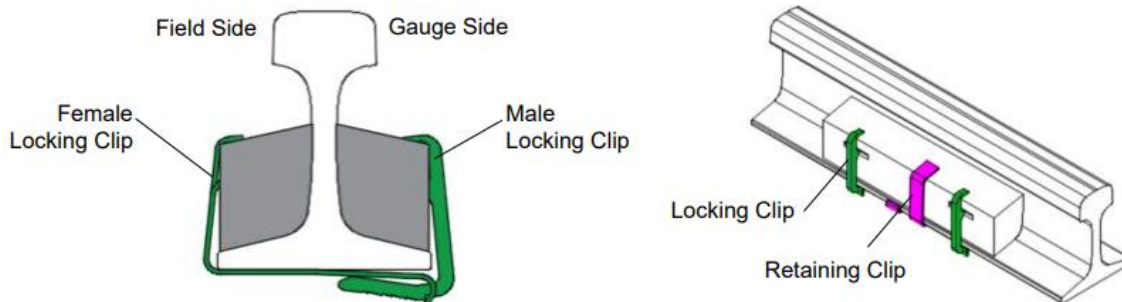 Field Side
Gauge Side
Female
Locking Clip
Male
Locking Clip
Locking Clip
Retaining Clip